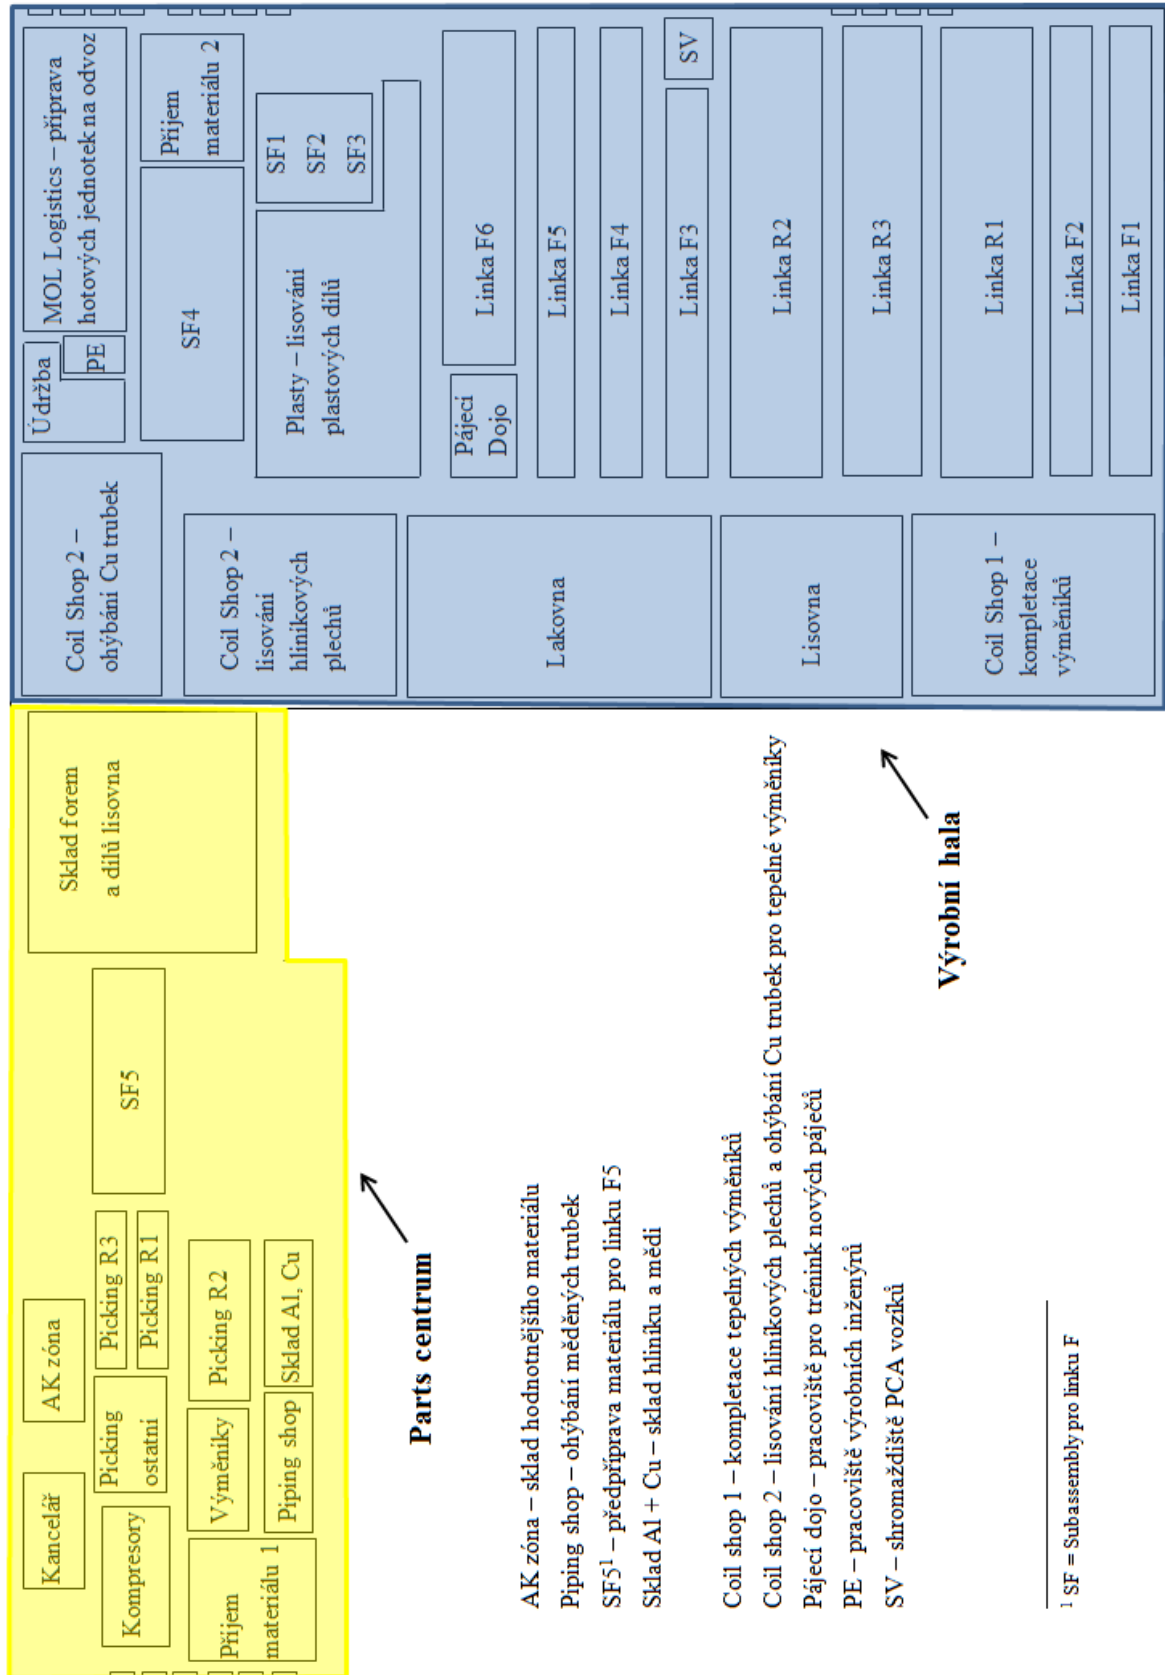 Kancelář
AK zóna
Sklad forem
a dílů lisovna
Kompresory
Picking
ostatní
Picking R3
Picking R1
SF5
Příjem
materiálu 1
Výměníky
Picking R2
Piping shop
Sklad Al, Cu
Parts centrum
Coil Shop 2 –
ohýbání Cu trubek
Údržba
PE
MOL Logistics – příprava
hotových jednotek na odvoz
SF4
Příjem
materiálu 2
Coil Shop 2 –
lisování
hliníkových
plechů
Plasty – lisování
plastových dílů
SF1
SF2
SF3
Lakovna
Pájecí
Dojo
Linka F6
Linka F5
Linka F4
Linka F3
SV
Lisovna
Linka R2
Linka R3
Coil Shop 1 –
kompletace
výměníků
Linka R1
Linka F2
Linka F1
Výrobní hala
AK zóna – sklad hodnotnějšího materiálu
Piping shop – ohýbání měděných trubek
SF5¹ – předpříprava materiálu pro linku F5
Sklad Al + Cu – sklad hliníku a mědi
Coil shop 1 – kompletace tepelných výměníků
Coil shop 2 – lisování hliníkových plechů a ohýbání Cu trubek pro tepelné výměníky
Pájecí dojo – pracoviště pro trénink nových páječů
PE – pracoviště výrobních inženýrů
SV – shromaždiště PCA vozíků
¹ SF = Subassembly pro linku F